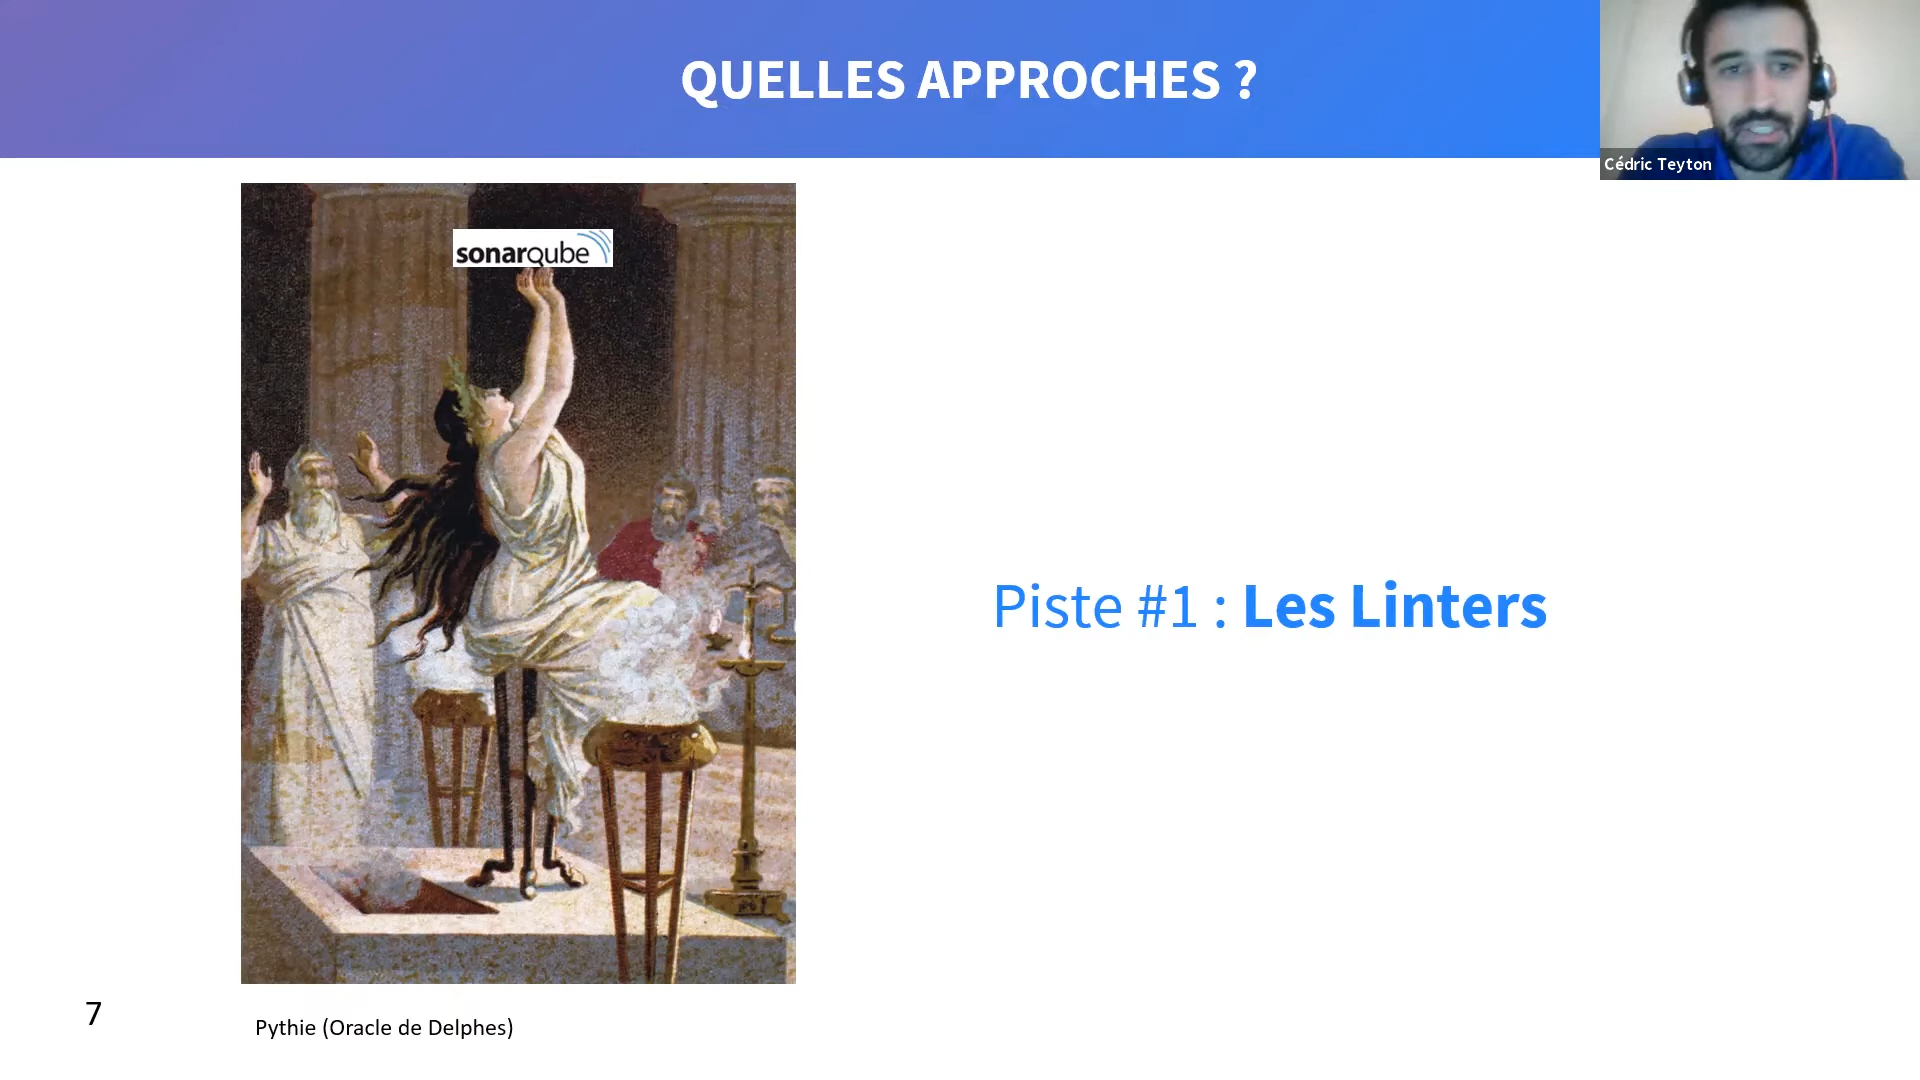 QUELLES APPROCHES ?
Cédric Teyton
sonarqube
Piste #1 : Les Linters
7
Pythie (Oracle de Delphes)